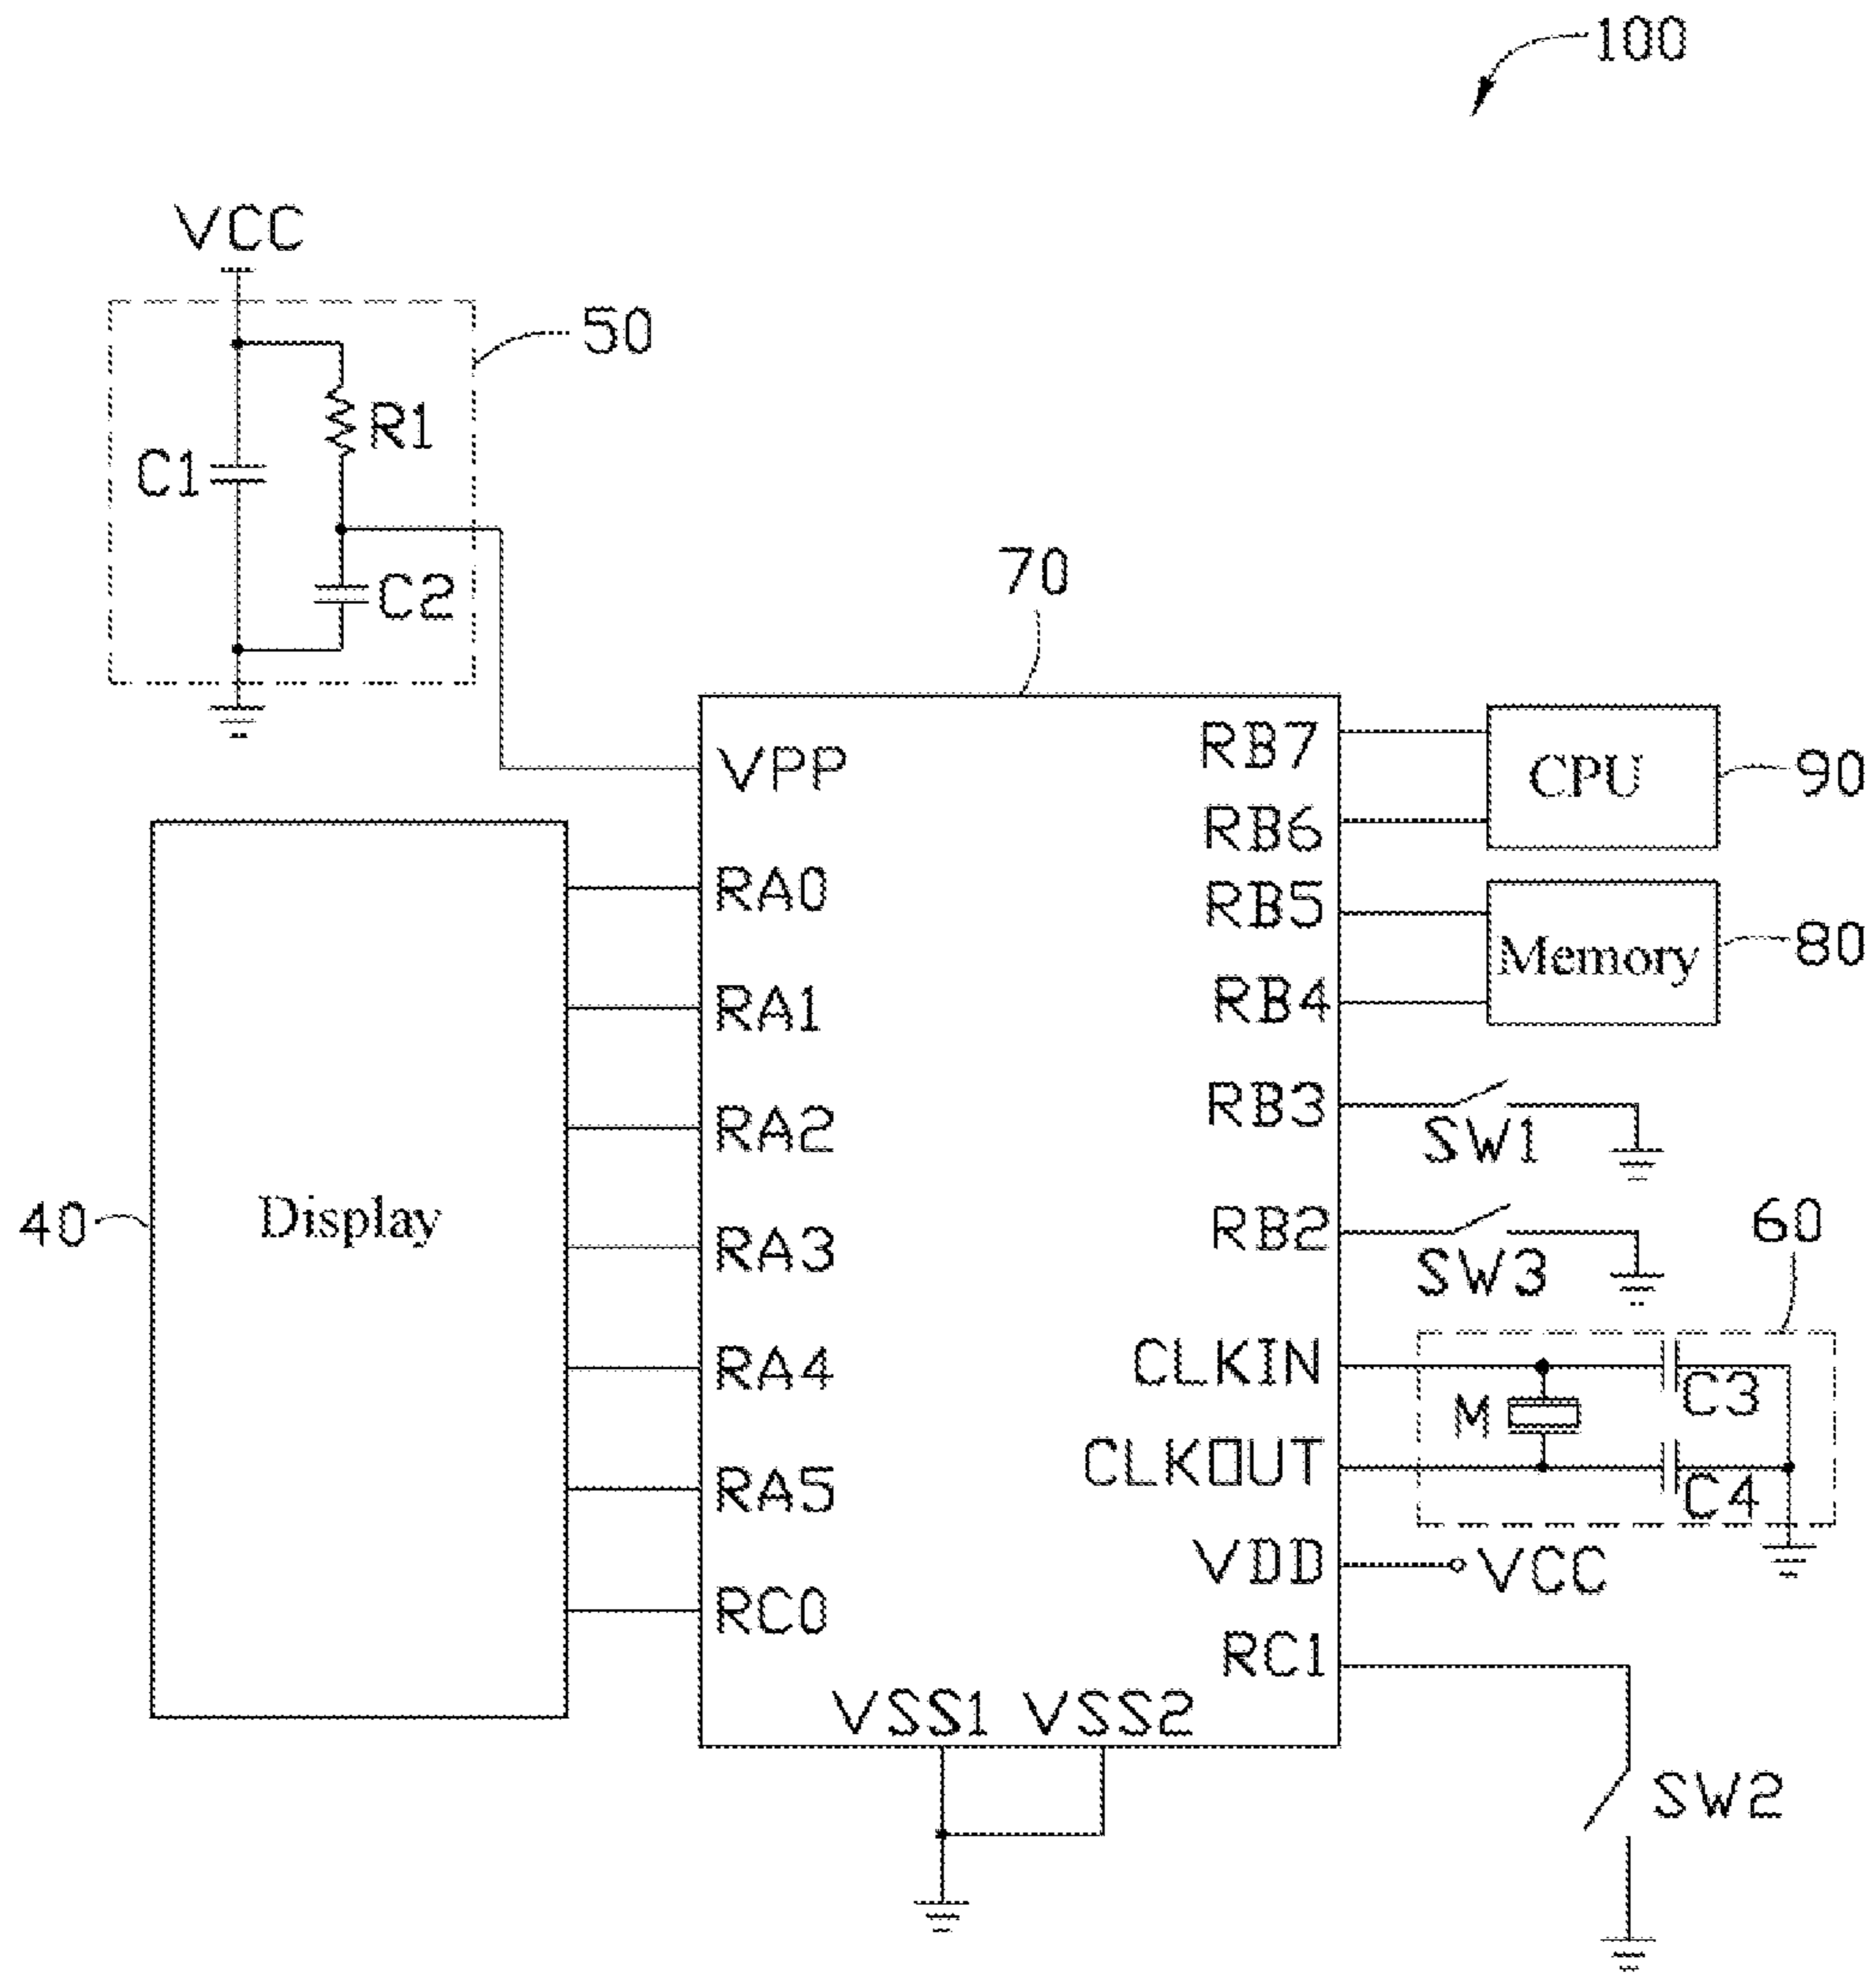 100
VCC
50
R1
C1
C2
70
VPP
RA0
RA1
RA2
RA3
RA4
RA5
RC0
40
Display
RB7
RB6
RB5
RB4
RB3
RB2
CLKIN
CLKOUT
VDD
RC1
VSS1 VSS2
CPU
90
Memory
80
SW1
SW3
60
M
C3
C4
VCC
SW2